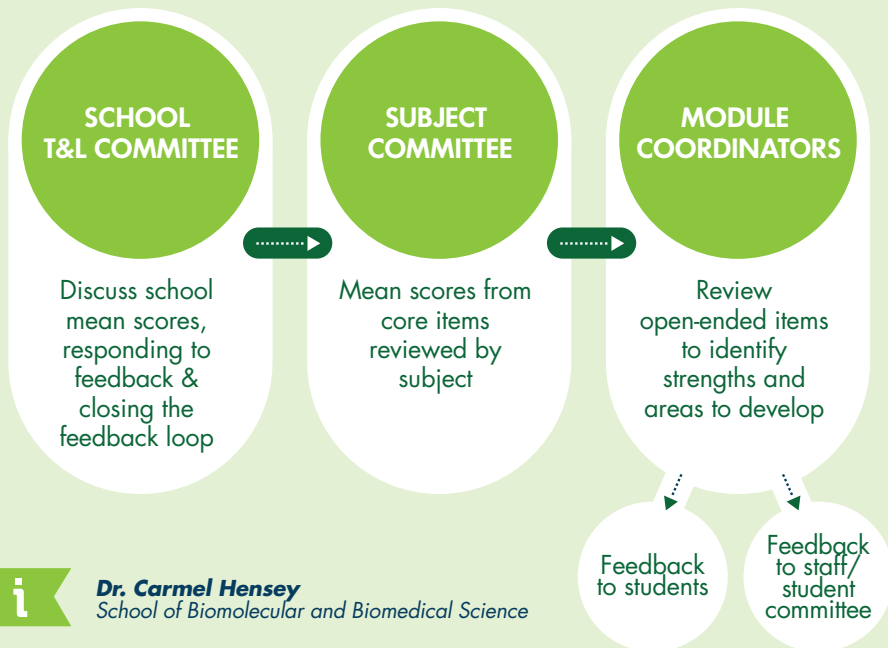 SCHOOL
T&L COMMITTEE
Discuss school
mean scores,
responding to
feedback &
closing the
feedback loop
SUBJECT
COMMITTEE
Mean scores from
core items
reviewed by
subject
MODULE
COORDINATORS
Review
open-ended items
to identify
strengths and
areas to develop
Feedback
to students
Feedback
to staff/
student
committee
i
Dr. Carmel Hensey
School of Biomolecular and Biomedical Science